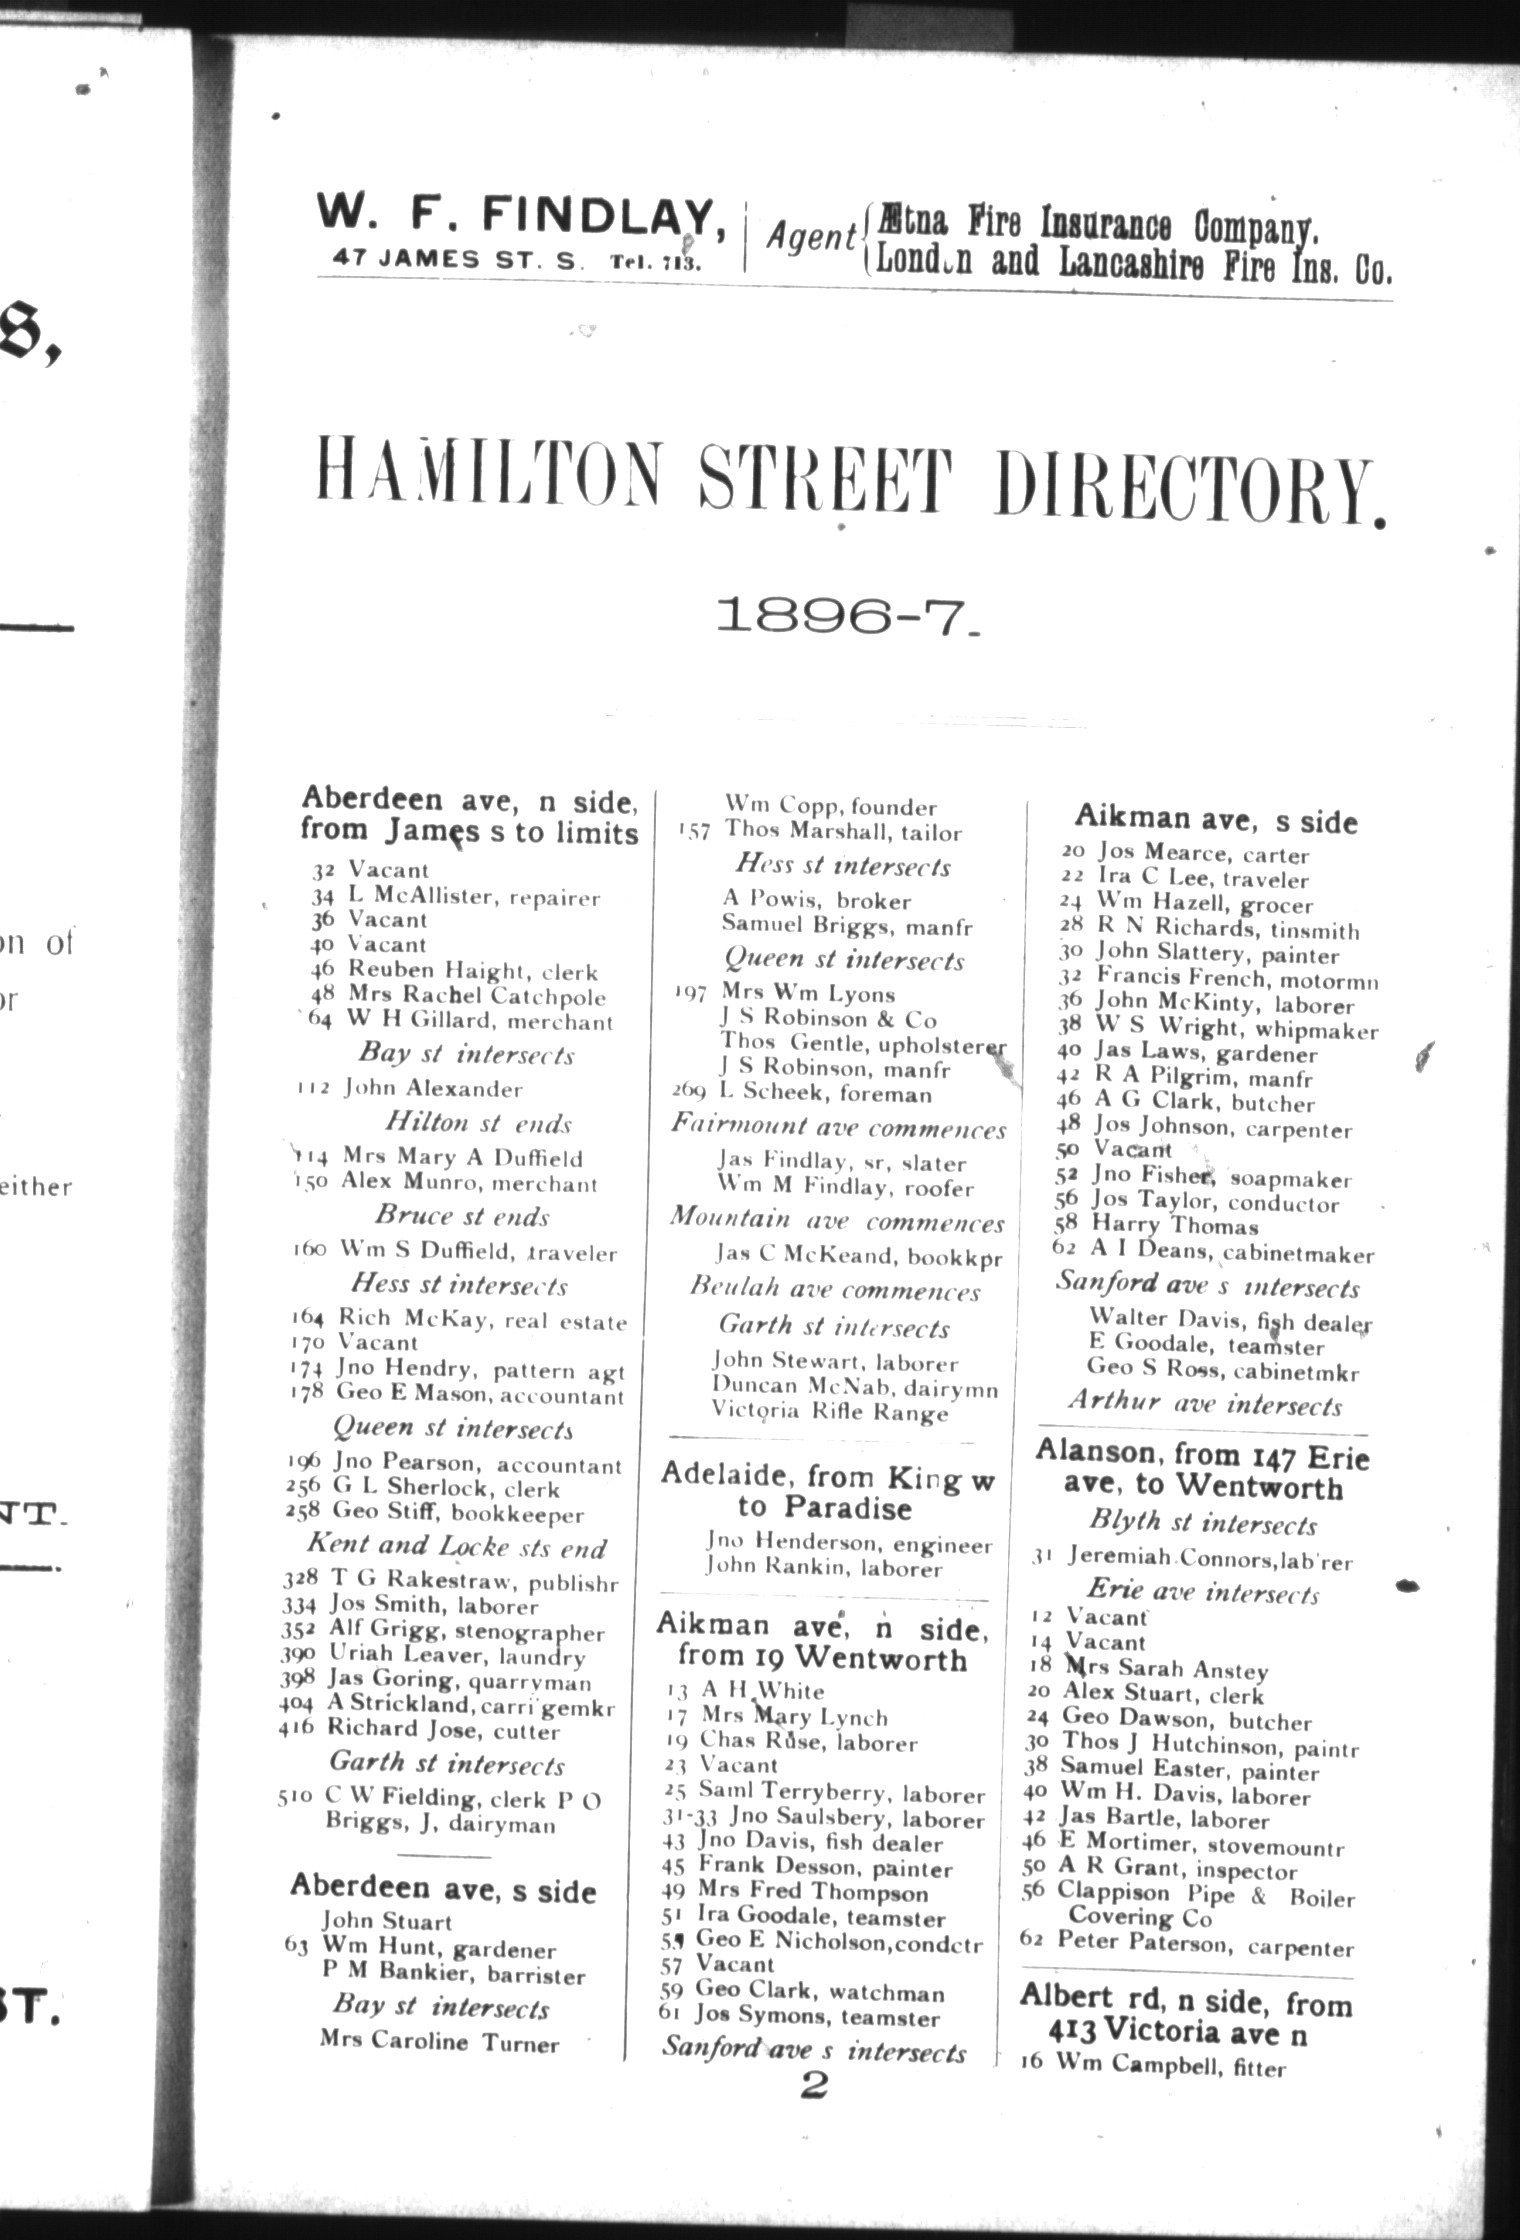 s,
on of
or
either
NT.
ST.
W. F. FINDLAY,
47 JAMES ST. S. Tel. 713.
Agent
Ætna Fire Insurance Company.
London and Lancashire Fire Ins. Co.
HAMILTON STREET DIRECTORY.
1896-7.
Aberdeen ave, n side,
from James s to limits
32 Vacant
34 L McAllister, repairer
36 Vacant
40 Vacant
46 Reuben Haight, clerk
48 Mrs Rachel Catchpole
64 W H Gillard, merchant
Bay st intersects
112 John Alexander
Hilton st ends
114 Mrs Mary A Duffield
150 Alex Munro, merchant
Bruce st ends
160 Wm S Duffield, traveler
Hess st intersects
164 Rich McKay, real estate
170 Vacant
174 Jno Hendry, pattern agt
178 Geo E Mason, accountant
Queen st intersects
196 Jno Pearson, accountant
256 G L Sherlock, clerk
258 Geo Stiff, bookkeeper
Kent and Locke sts end
328 T G Rakestraw, publishr
334 Jos Smith, laborer
352 Alf Grigg, stenographer
390 Uriah Leaver, laundry
398 Jas Goring, quarryman
404 A Strickland, carri'gemkr
416 Richard Jose, cutter
Garth st intersects
510 C W Fielding, clerk P O
Briggs, J, dairyman
Aberdeen ave, s side
John Stuart
63 Wm Hunt, gardener
P M Bankier, barrister
Bay st intersects
Mrs Caroline Turner
Wm Copp, founder
157 Thos Marshall, tailor
Hess st intersects
A Powis, broker
Samuel Briggs, manfr
Queen st intersects
197 Mrs Wm Lyons
J S Robinson & Co
Thos Gentle, upholsterer
J S Robinson, manfr
269 L Scheek, foreman
Fairmount ave commences
Jas Findlay, sr, slater
Wm M Findlay, roofer
Mountain ave commences
Jas C McKeand, bookkpr
Beulah ave commences
Garth st intersects
John Stewart, laborer
Duncan McNab, dairymn
Victoria Rifle Range
Adelaide, from King w
to Paradise
Jno Henderson, engineer
John Rankin, laborer
Aikman ave, n side,
from 19 Wentworth
13 A H White
17 Mrs Mary Lynch
19 Chas Ruse, laborer
23 Vacant
25 Saml Terryberry, laborer
31-33 Jno Saulsbery, laborer
43 Jno Davis, fish dealer
45 Frank Desson, painter
49 Mrs Fred Thompson
51 Ira Goodale, teamster
Geo E Nicholson, condctr
57 Vacant
59 Geo Clark, watchman
61 Jos Symons, teamster
Sanford ave s intersects
2
Aikman ave, s side
20 Jos Mearce, carter
22 Ira C Lee, traveler
24 Wm Hazell, grocer
28 R N Richards, tinsmith
30 John Slattery, painter
32 Francis French, motormn
36 John McKinty, laborer
38 W S Wright, whipmaker
40 Jas Laws, gardener
42 R A Pilgrim, manfr
46 A G Clark, butcher
48 Jos Johnson, carpenter
50 Vacant
52 Jno Fisher, soapmaker
56 Jos Taylor, conductor
58 Harry Thomas
62 A I Deans, cabinetmaker
Sanford ave s intersects
Walter Davis, fish dealer
E Goodale, teamster
Geo S Ross, cabinetmkr
Arthur ave intersects
Alanson, from 147 Erie
ave, to Wentworth
Blyth st intersects
31 Jeremiah Connors, lab'rer
Erie ave intersects
12 Vacant
14 Vacant
18 Mrs Sarah Anstey
20 Alex Stuart, clerk
24 Geo Dawson, butcher
30 Thos J Hutchinson, paintr
38 Samuel Easter, painter
40 Wm H. Davis, laborer
42 Jas Bartle, laborer
46 E Mortimer, stovemountr
50 A R Grant, inspector
56 Clappison Pipe & Boiler
Covering Co
62 Peter Paterson, carpenter
Albert rd, n side, from
413 Victoria ave n
16 Wm Campbell, fitter